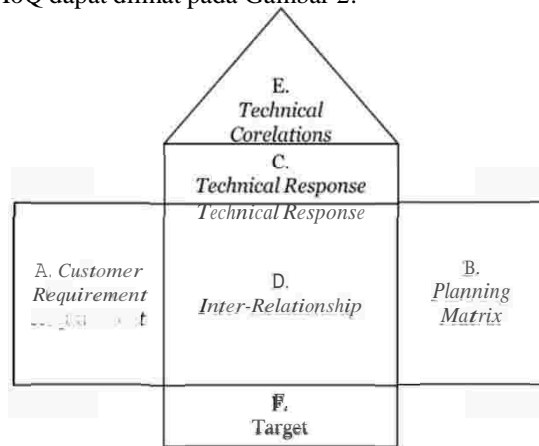 HoQ dapat dilihat pada Gambar 2.
E.
Technical
Corelations
C.
Technical Response
Technical Response
A. Customer
Requirement
t
D.
Inter-Relationship
B.
Planning
Matrix
F.
Target